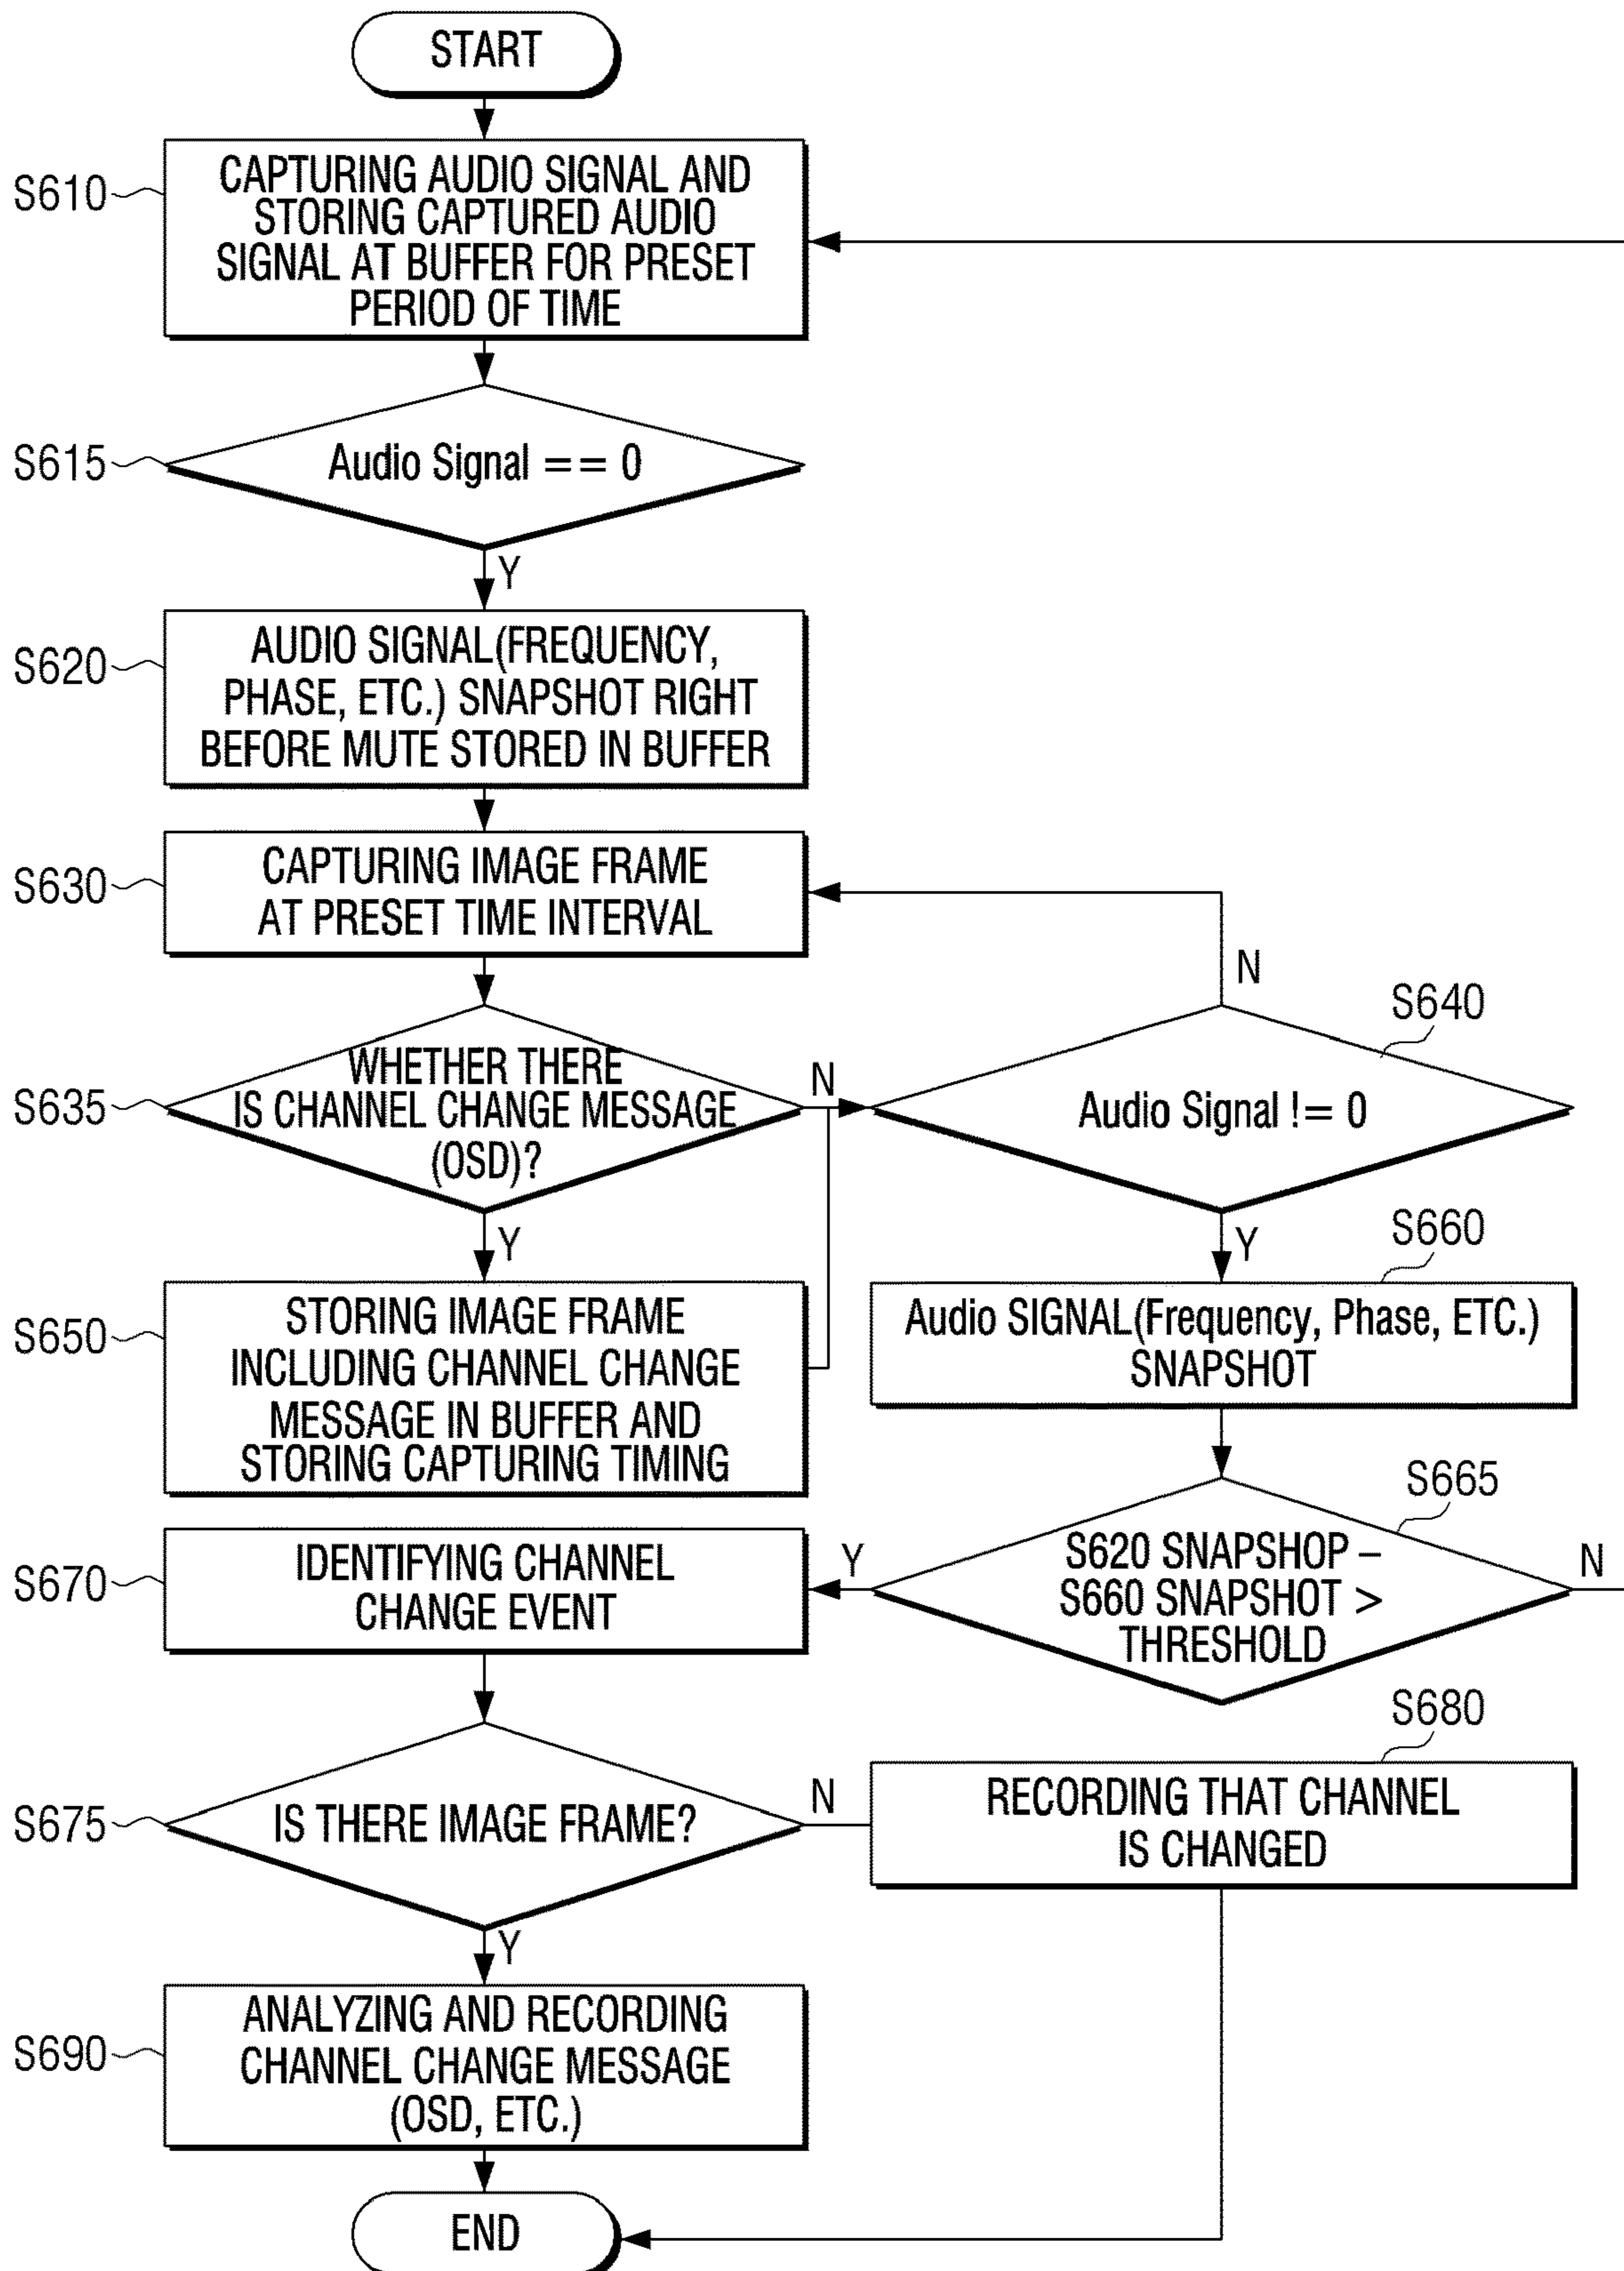 START
S610
CAPTURING AUDIO SIGNAL AND
STORING CAPTURED AUDIO
SIGNAL AT BUFFER FOR PRESET
PERIOD OF TIME
S615
Audio Signal == 0
Y
S620
AUDIO SIGNAL(FREQUENCY,
PHASE, ETC.) SNAPSHOT RIGHT
BEFORE MUTE STORED IN BUFFER
S630
CAPTURING IMAGE FRAME
AT PRESET TIME INTERVAL
N
S635
WHETHER THERE
IS CHANNEL CHANGE MESSAGE
(OSD)?
N
S640
Audio Signal != 0
Y
Y
S650
STORING IMAGE FRAME
INCLUDING CHANNEL CHANGE
MESSAGE IN BUFFER AND
STORING CAPTURING TIMING
S660
Audio SIGNAL(Frequency, Phase, ETC.)
SNAPSHOT
S665
S620 SNAPSHOP –
S660 SNAPSHOT >
THRESHOLD
Y
N
S670
IDENTIFYING CHANNEL
CHANGE EVENT
S675
IS THERE IMAGE FRAME?
N
S680
RECORDING THAT CHANNEL
IS CHANGED
Y
S690
ANALYZING AND RECORDING
CHANNEL CHANGE MESSAGE
(OSD, ETC.)
END